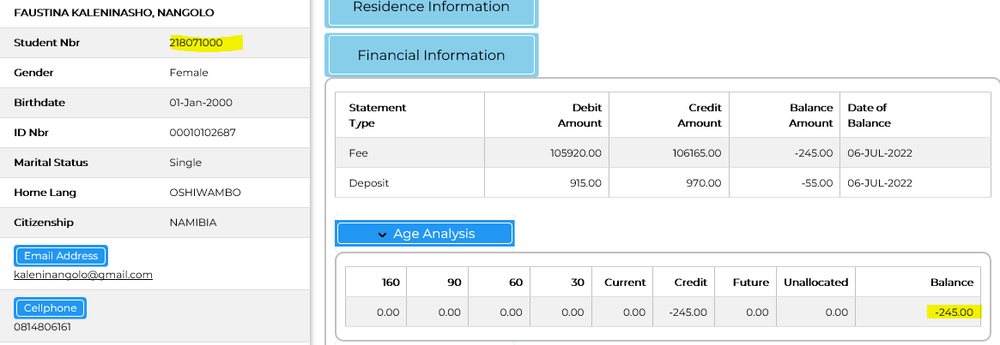 FAUSTINA KALENINASHO, NANGOLO
Student Nbr 218071000
Gender Female
Birthdate 01-Jan-2000
ID Nbr 00010102687
Marital Status Single
Home Lang OSHIWAMBO
Citizenship NAMIBIA
Email Address
kaleninangolo@gmail.com
Cellphone
0814806161
Residence Information
Financial Information
Statement Debit Credit Balance Date of
Type Amount Amount Amount Balance
Fee 105920.00 106165.00 -245.00 06-JUL-2022
Deposit 915.00 970.00 -55.00 06-JUL-2022
Age Analysis
160 90 60 30 Current Credit Future Unallocated Balance
0.00 0.00 0.00 0.00 0.00 -245.00 0.00 0.00 -245.00